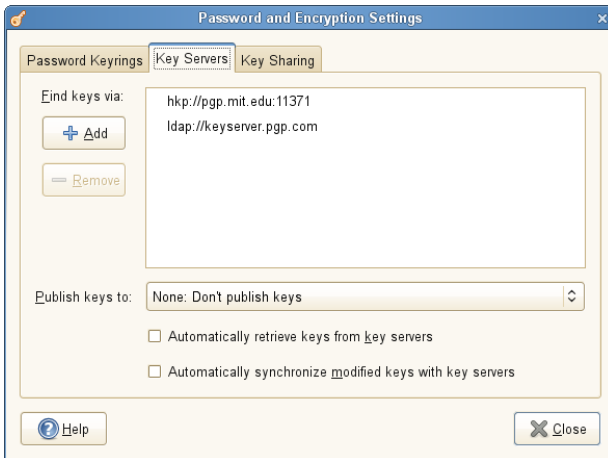 Password and Encryption Settings
Password Keyrings
Key Servers
Key Sharing
Find keys via:
hkp://pgp.mit.edu:11371
ldap://keyserver.pgp.com
Add
Remove
Publish keys to:
None: Don't publish keys
Automatically retrieve keys from key servers
Automatically synchronize modified keys with key servers
Help
Close